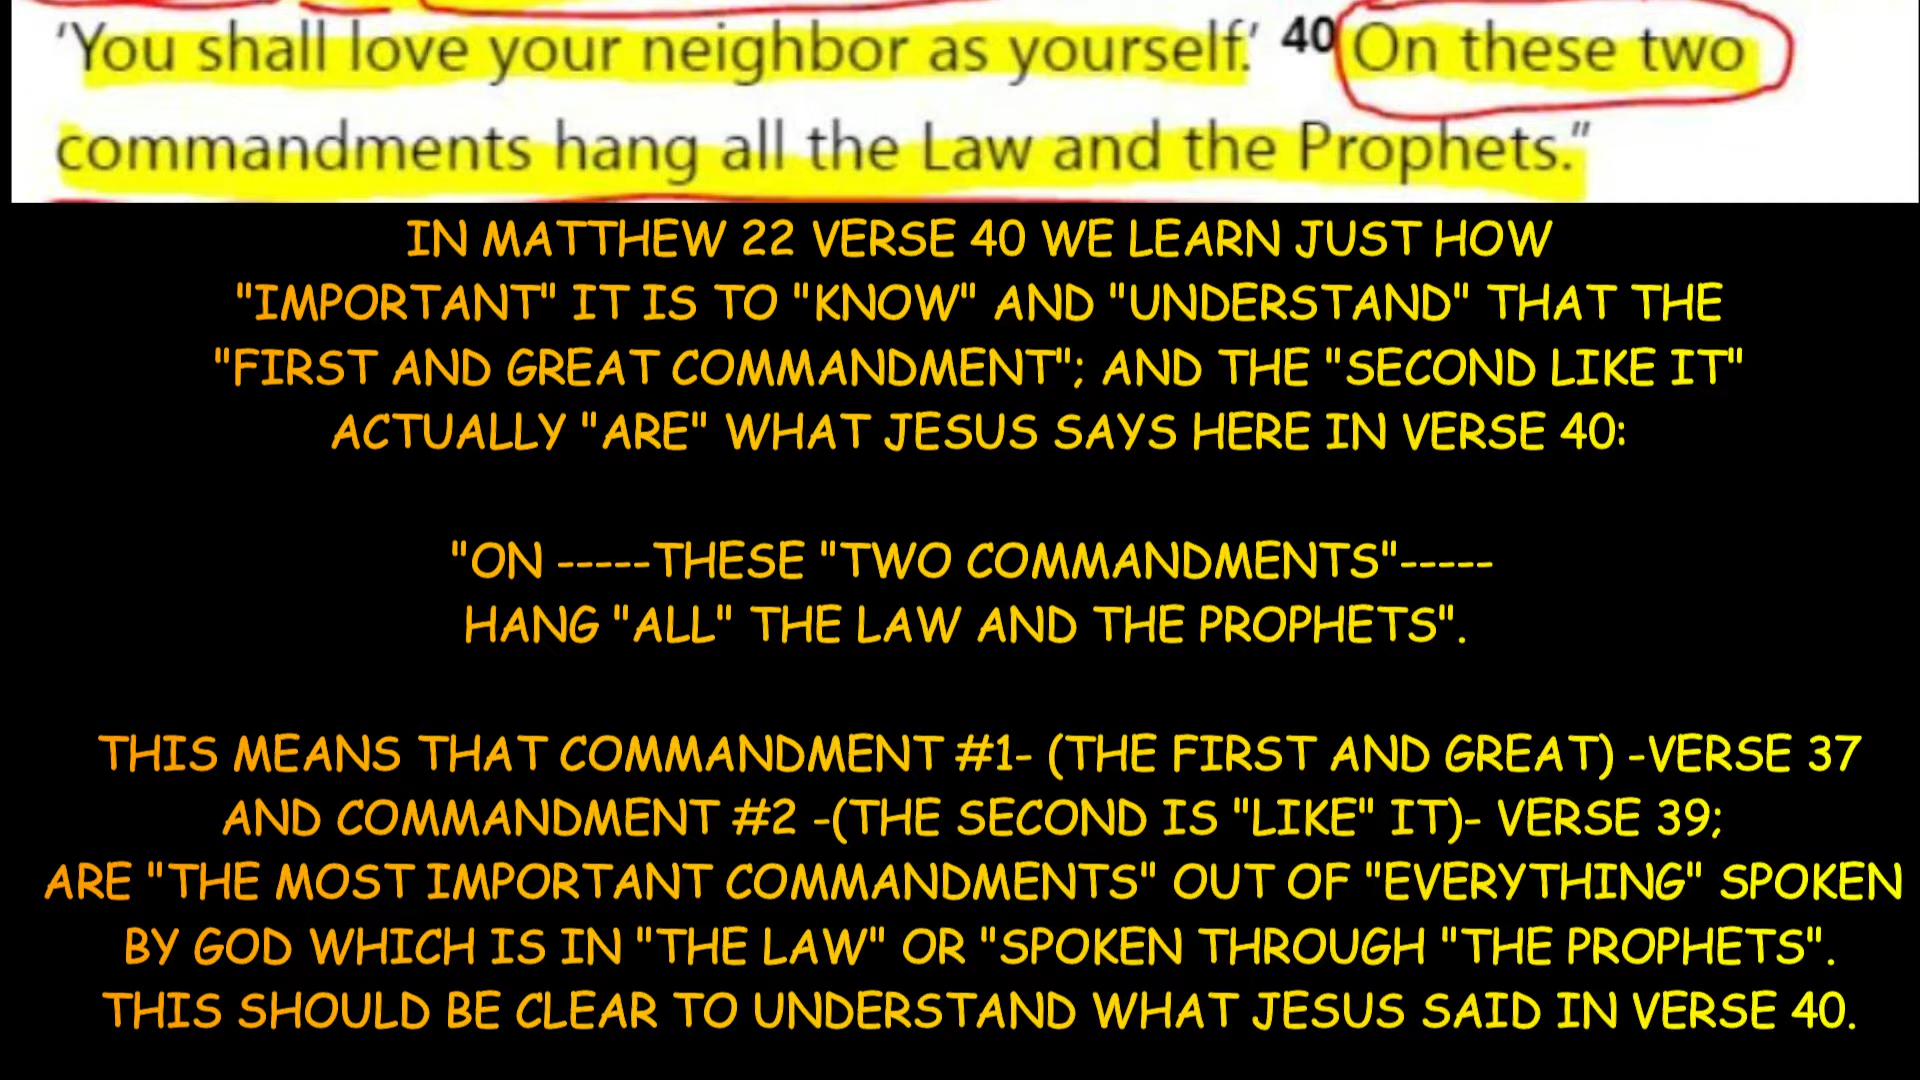 ‘You shall love your neighbor as yourself.’ 40 On these two
commandments hang all the Law and the Prophets.”
IN MATTHEW 22 VERSE 40 WE LEARN JUST HOW
"IMPORTANT" IT IS TO "KNOW" AND "UNDERSTAND" THAT THE
"FIRST AND GREAT COMMANDMENT"; AND THE "SECOND LIKE IT"
ACTUALLY "ARE" WHAT JESUS SAYS HERE IN VERSE 40:
"ON -----THESE "TWO COMMANDMENTS"-----
HANG "ALL" THE LAW AND THE PROPHETS".
THIS MEANS THAT COMMANDMENT #1- (THE FIRST AND GREAT) -VERSE 37
AND COMMANDMENT #2 -(THE SECOND IS "LIKE" IT)- VERSE 39;
ARE "THE MOST IMPORTANT COMMANDMENTS" OUT OF "EVERYTHING" SPOKEN
BY GOD WHICH IS IN "THE LAW" OR "SPOKEN THROUGH "THE PROPHETS".
THIS SHOULD BE CLEAR TO UNDERSTAND WHAT JESUS SAID IN VERSE 40.